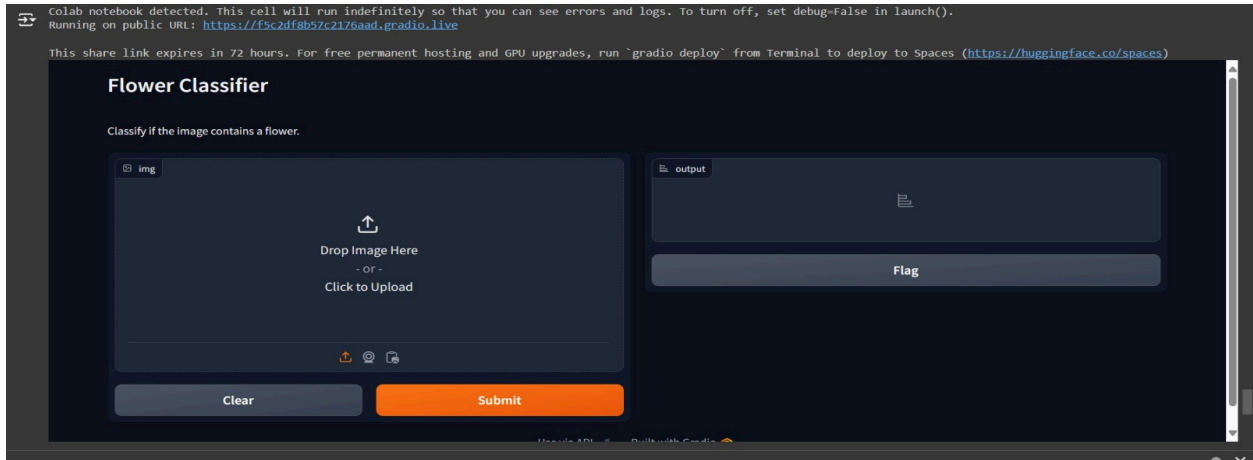 Colab notebook detected. This cell will run indefinitely so that you can see errors and logs. To turn off, set debug=False in launch().
Running on public URL: https://f5c2df8b57c2176aad.gradio.live
This share link expires in 72 hours. For free permanent hosting and GPU upgrades, run `gradio deploy` from Terminal to deploy to Spaces (https://huggingface.co/spaces)
Flower Classifier
Classify if the image contains a flower.
img
output
Drop Image Here
- or -
Click to Upload
Flag
Clear
Submit
Use via API
Built with Gradio